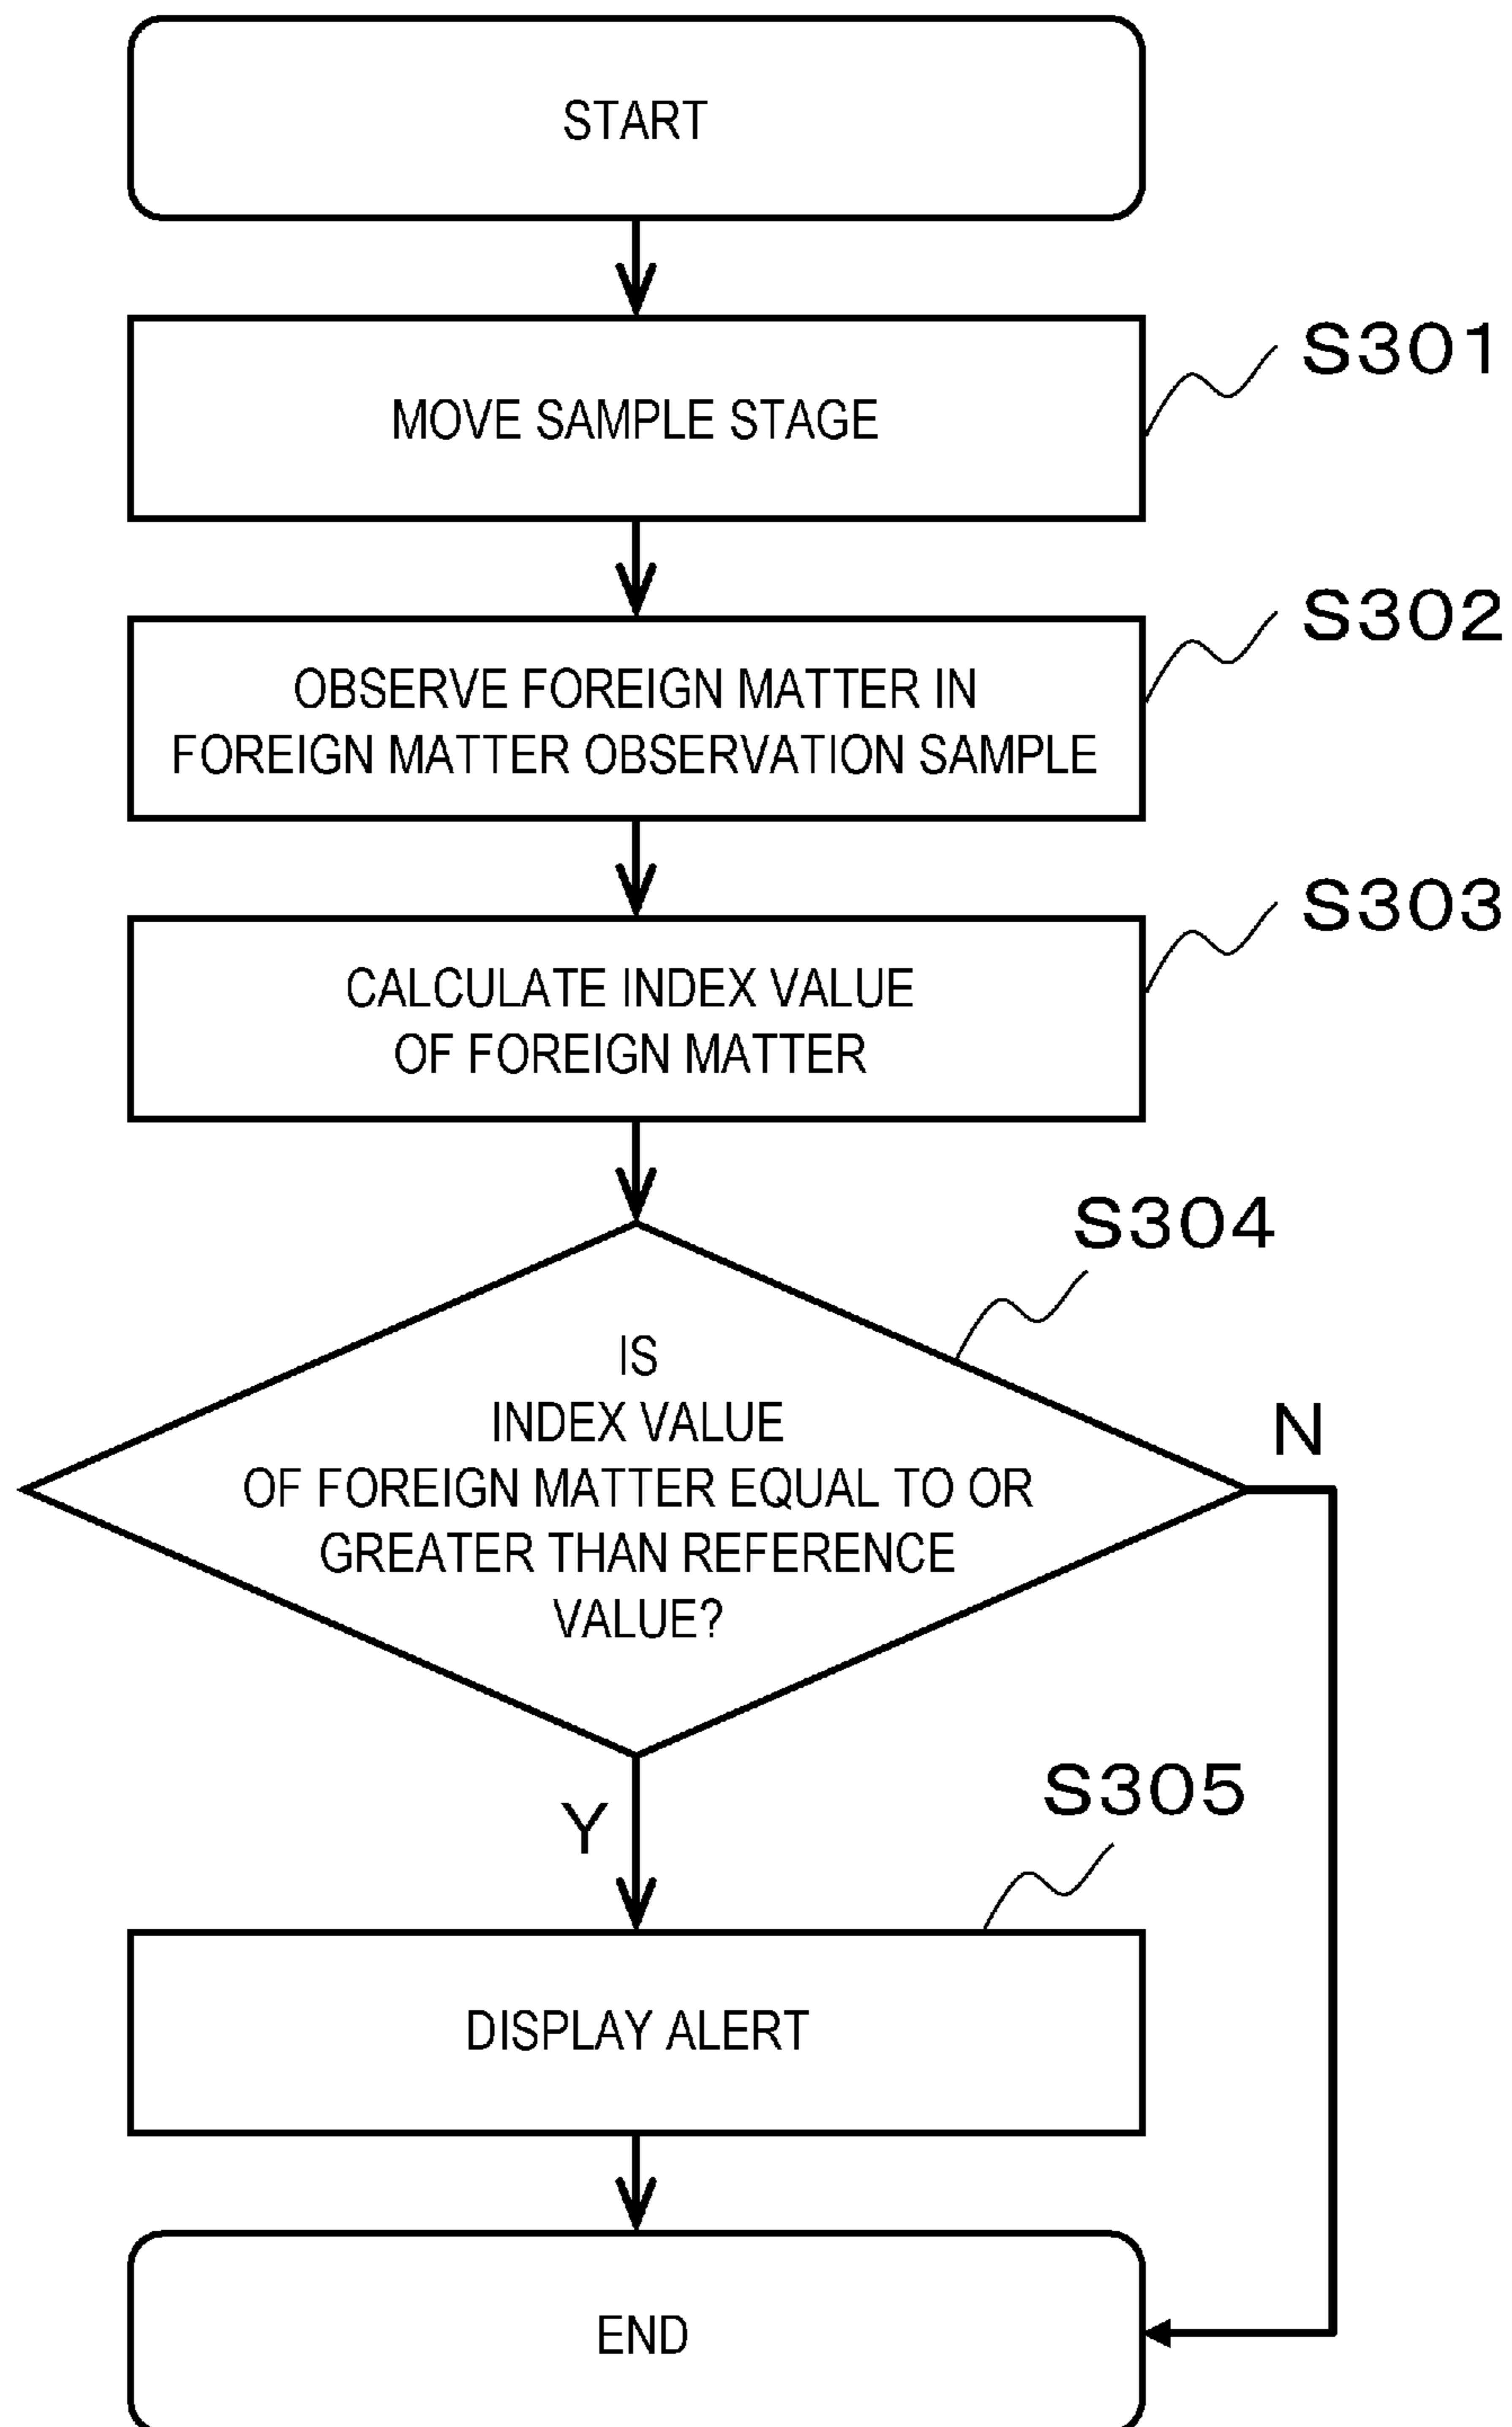 START
MOVE SAMPLE STAGE
S301
OBSERVE FOREIGN MATTER IN
FOREIGN MATTER OBSERVATION SAMPLE
S302
CALCULATE INDEX VALUE
OF FOREIGN MATTER
S303
S304
IS
INDEX VALUE
OF FOREIGN MATTER EQUAL TO OR
GREATER THAN REFERENCE
VALUE?
N
Y
S305
DISPLAY ALERT
END